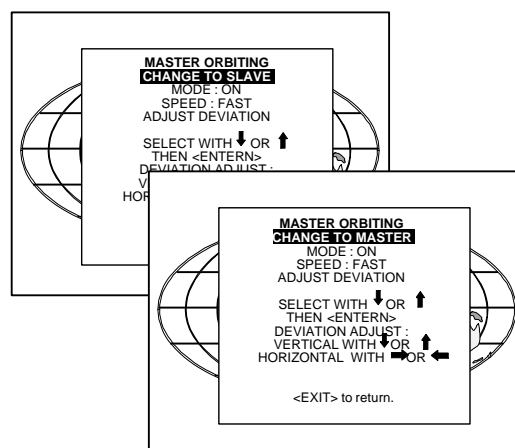 MASTER ORBITING
CHANGE TO SLAVE
MODE : ON
SPEED : FAST
ADJUST DEVIATION
SELECT WITH OR
THEN <ENTERN>
DEVIATION ADJUST :
MASTER ORBITING
CHANGE TO MASTER
MODE : ON
SPEED : FAST
ADJUST DEVIATION
SELECT WITH OR
THEN <ENTERN>
DEVIATION ADJUST :
VERTICAL WITH OR
HORIZONTAL WITH OR
<EXIT> to return.